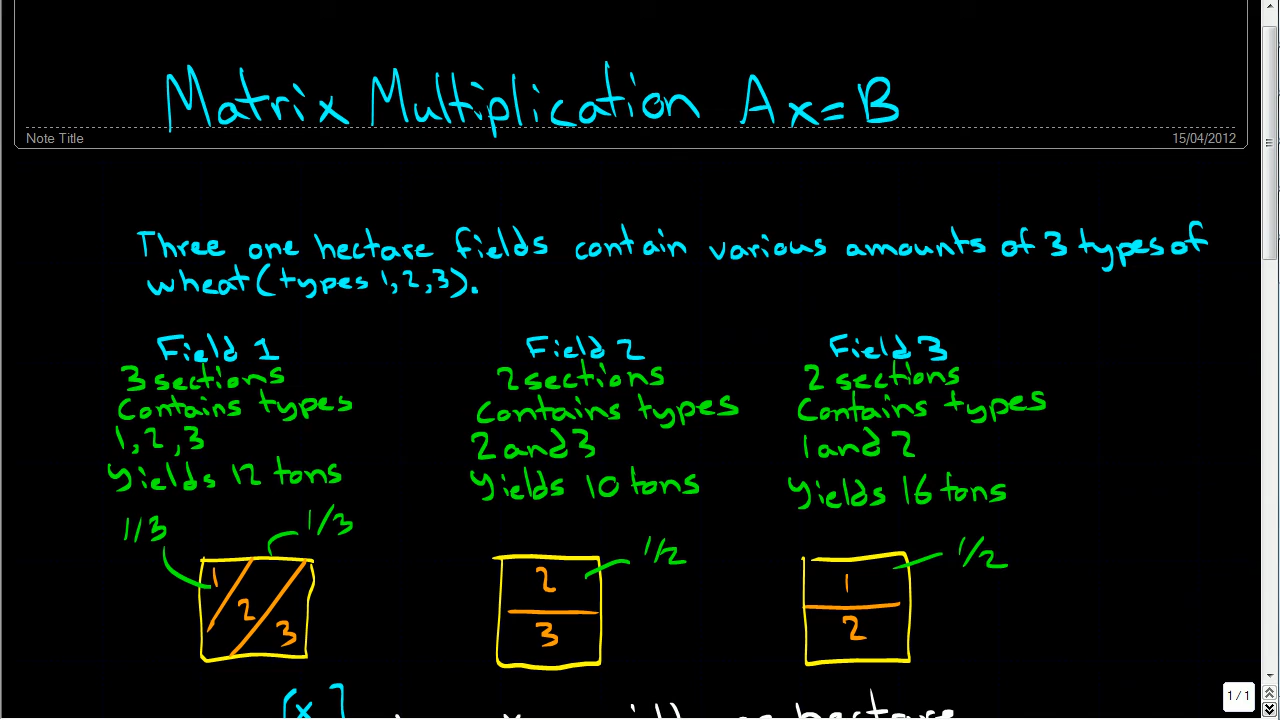 Matrix Multiplication Ax=B
Note Title
15/04/2012
Three one hectare fields contain various amounts of 3 types of
wheat (types 1,2,3).
Field 1
3 sections
Contains types
1,2,3
Yields 12 tons
1/3
1/3
1
2
3
Field 2
2 sections
Contains types
2 and 3
Yields 10 tons
1/2
2
3
Field 3
2 sections
Contains types
1 and 2
Yields 16 tons
1/2
1
2
1 / 1